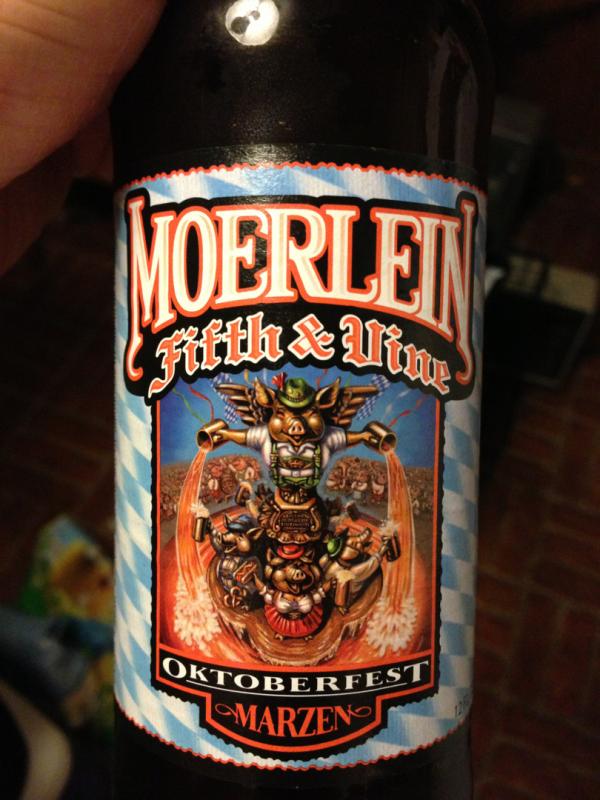 MOERLEIN
Fifth & Vine
OKTOBERFEST
MARZEN